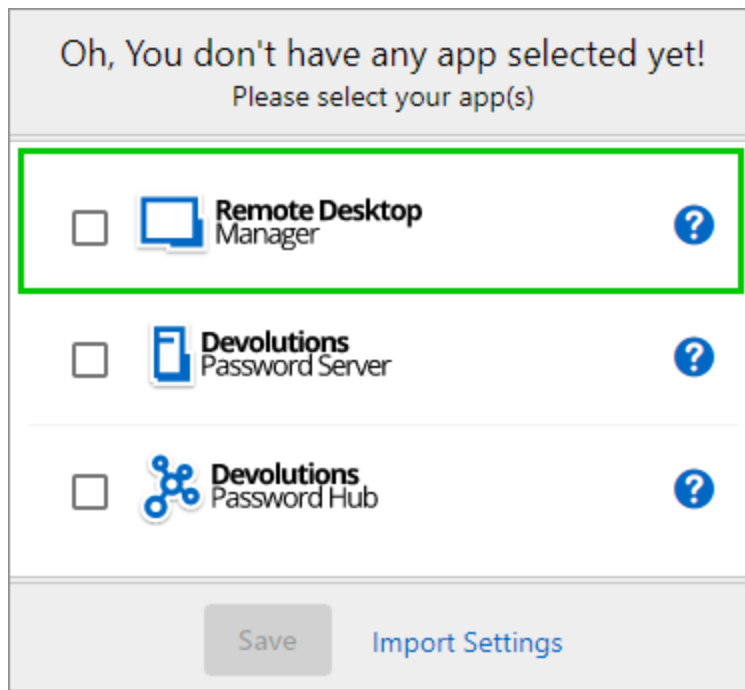 Oh, You don't have any app selected yet!
Please select your app(s)
Remote Desktop
Manager
?
Devolutions
Password Server
?
Devolutions
Password Hub
?
Save
Import Settings